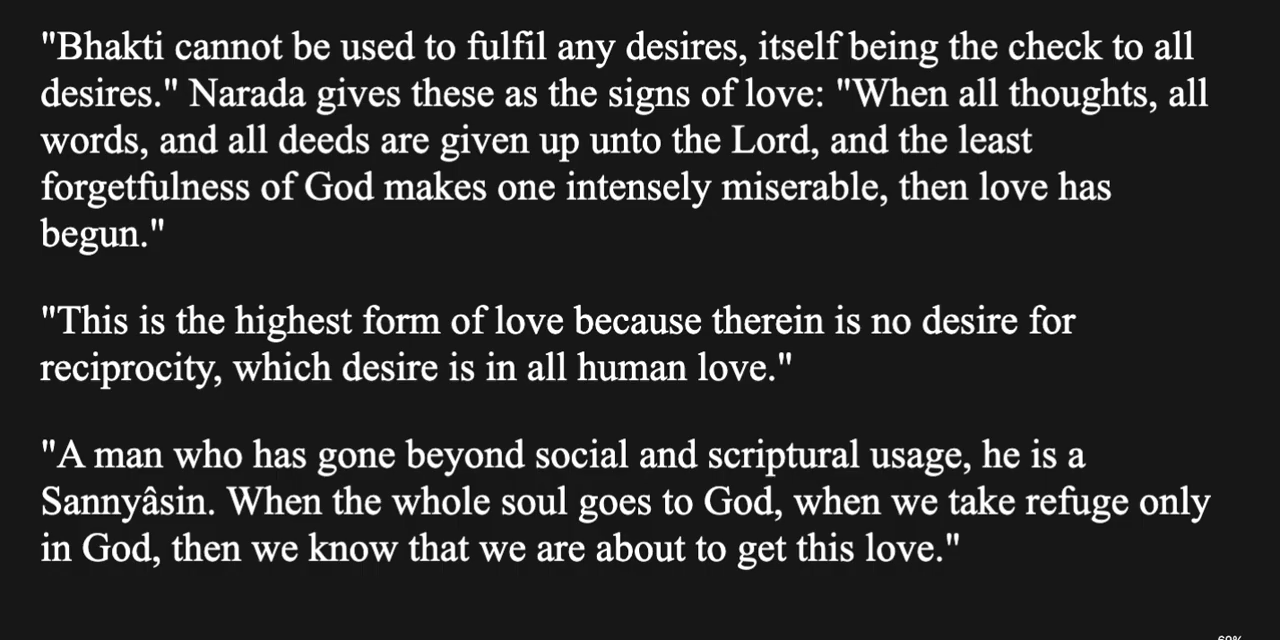 "Bhakti cannot be used to fulfil any desires, itself being the check to all
desires." Narada gives these as the signs of love: "When all thoughts, all
words, and all deeds are given up unto the Lord, and the least
forgetfulness of God makes one intensely miserable, then love has
begun."
"This is the highest form of love because therein is no desire for
reciprocity, which desire is in all human love."
"A man who has gone beyond social and scriptural usage, he is a
Sannyâsin. When the whole soul goes to God, when we take refuge only
in God, then we know that we are about to get this love."